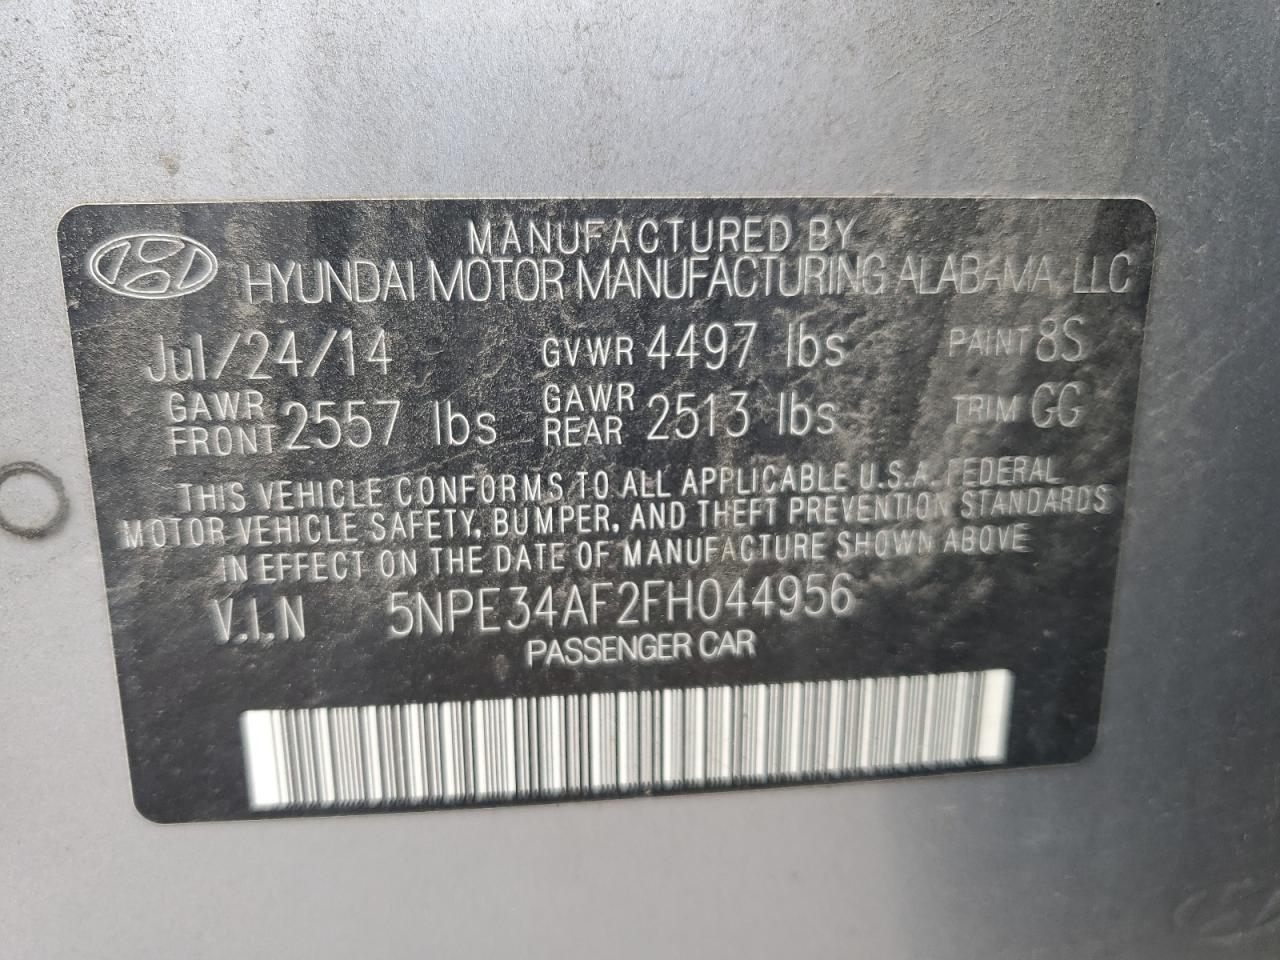 MANUFACTURED BY
HYUNDAI MOTOR MANUFACTURING ALABAMA, LLC
Jul/24/14 GVWR 4497 lbs PAINT 8S
GAWR FRONT 2557 lbs GAWR REAR 2513 lbs TRIM GG
THIS VEHICLE CONFORMS TO ALL APPLICABLE U.S.A. FEDERAL
MOTOR VEHICLE SAFETY, BUMPER, AND THEFT PREVENTION STANDARDS
IN EFFECT ON THE DATE OF MANUFACTURE SHOWN ABOVE
V.I.N 5NPE34AF2FH044956
PASSENGER CAR